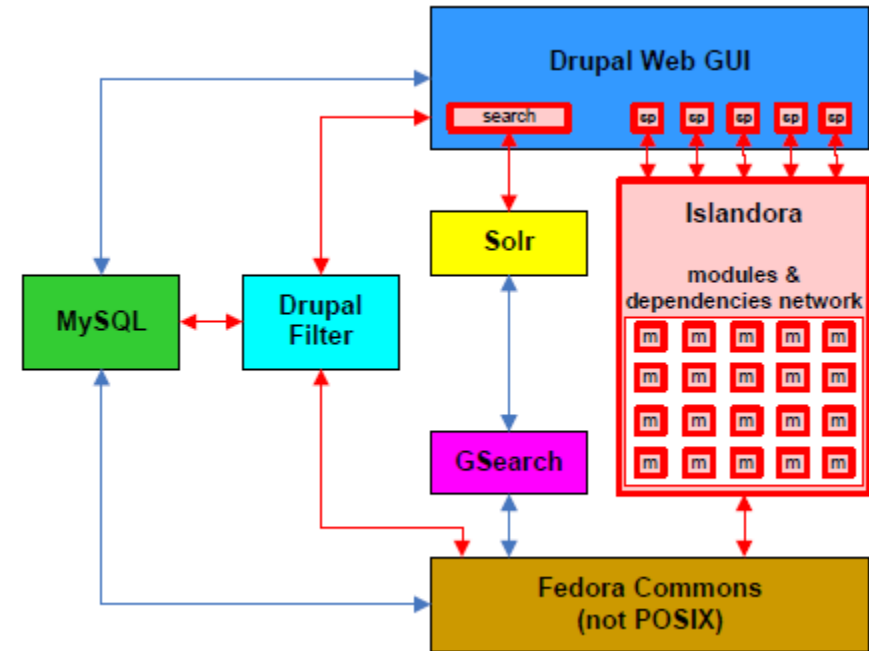 Drupal Web GUI
search
sp sp sp sp sp
Islandora
Solr
modules &
dependencies network
MySQL
Drupal
Filter
m m m m m
m m m m m
m m m m m
m m m m m
GSearch
Fedora Commons
(not POSIX)